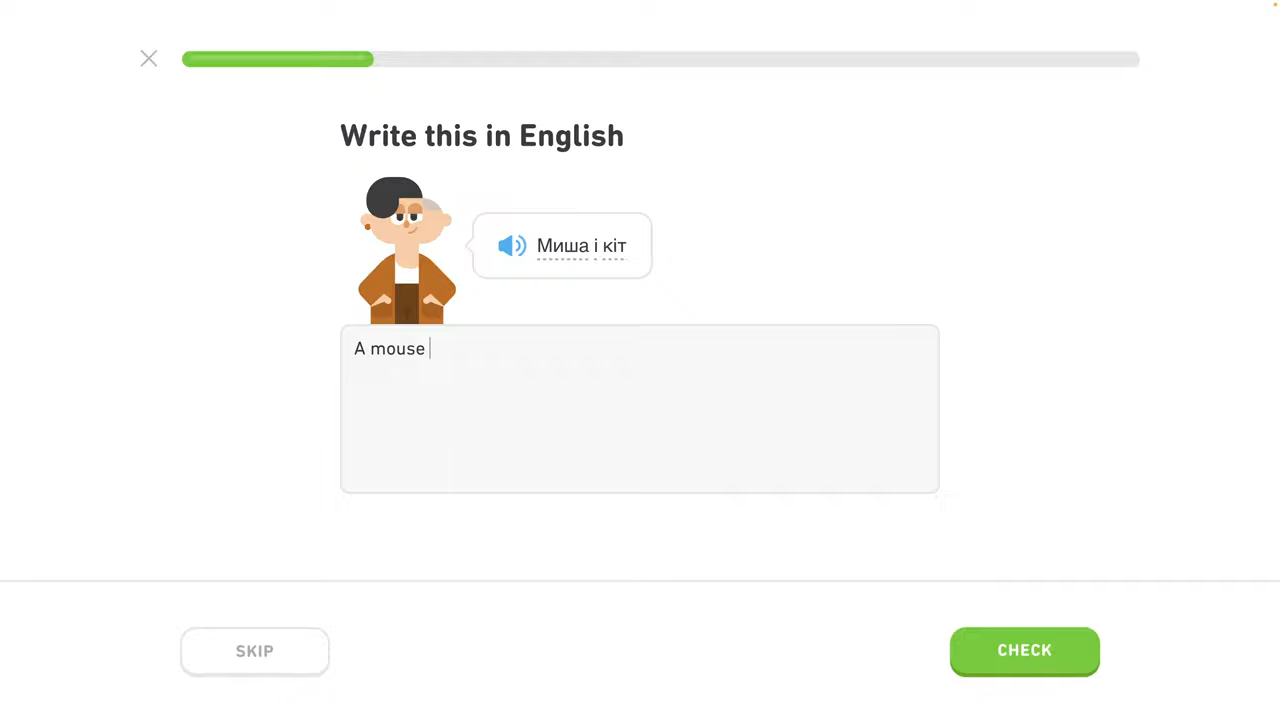 Write this in English
Миша і кіт
A mouse
SKIP
CHECK